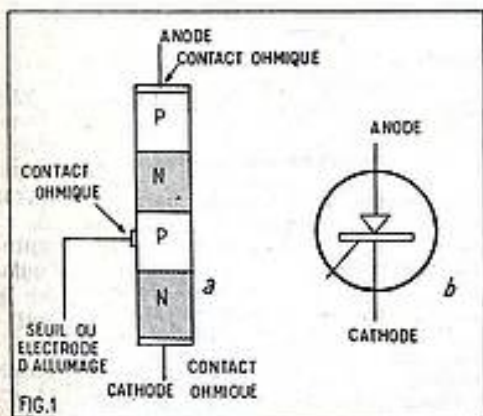 ANODE
CONTACT OHMIQUE
P
N
CONTACT
OHMIQUE
P
N
a
SEUIL OU
ELECTRODE
D'ALLUMAGE
CATHODE
CONTACT
OHMIQUE
FIG.1
ANODE
b
CATHODE